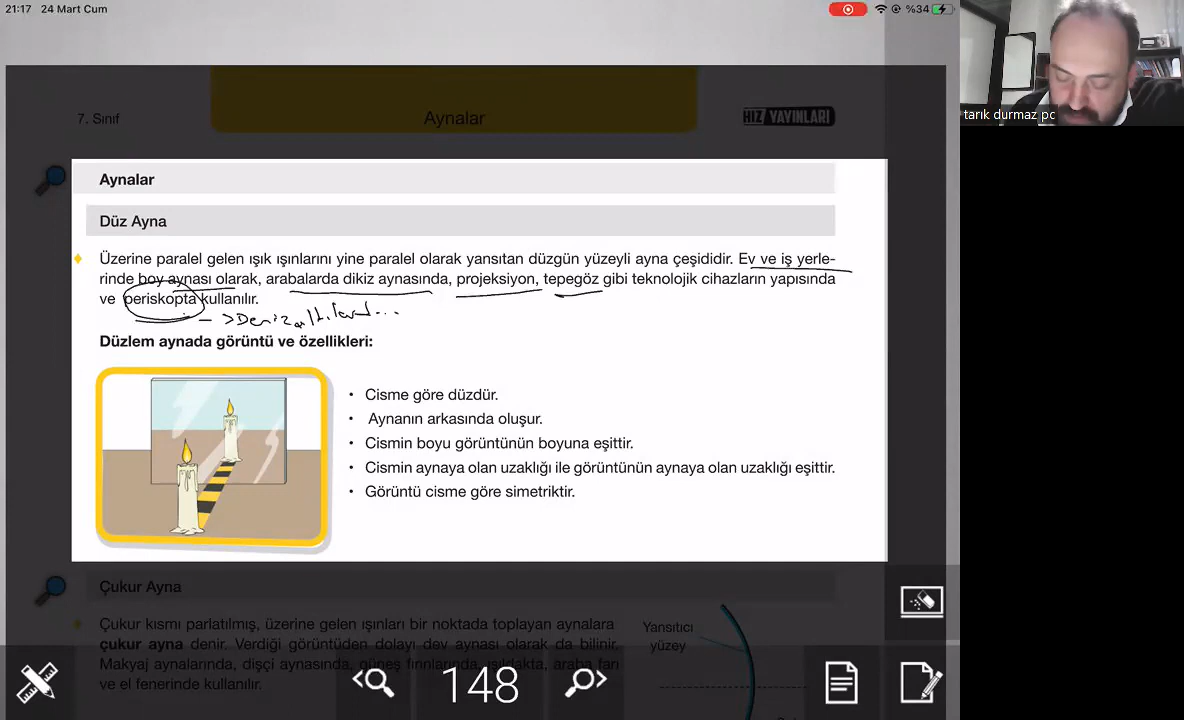 21:17 24 Mart Cum
%34
7. Sınıf
Aynalar
HIZ YAYINLARI
tarık durmaz pc
Aynalar
Düz Ayna
Üzerine paralel gelen ışık ışınlarını yine paralel olarak yansıtan düzgün yüzeyli ayna çeşididir. Ev ve iş yerle-
rinde boy aynası olarak, arabalarda dikiz aynasında, projeksiyon, tepegöz gibi teknolojik cihazların yapısında
ve periskopta kullanılır.
->Denizaltılard...
Düzlem aynada görüntü ve özellikleri:
• Cisme göre düzdür.
• Aynanın arkasında oluşur.
• Cismin boyu görüntünün boyuna eşittir.
• Cismin aynaya olan uzaklığı ile görüntünün aynaya olan uzaklığı eşittir.
• Görüntü cisme göre simetriktir.
Çukur Ayna
Çukur kısmı parlatılmış, üzerine gelen ışınları bir noktada toplayan aynalara
çukur ayna denir. Verdiği görüntüden dolayı dev aynası olarak da bilinir.
Makyaj aynalarında, dişçi aynasında, güneş fırınlarında, ışıldakta, araba farı
ve el fenerinde kullanılır.
Yansıtıcı
yüzey
148